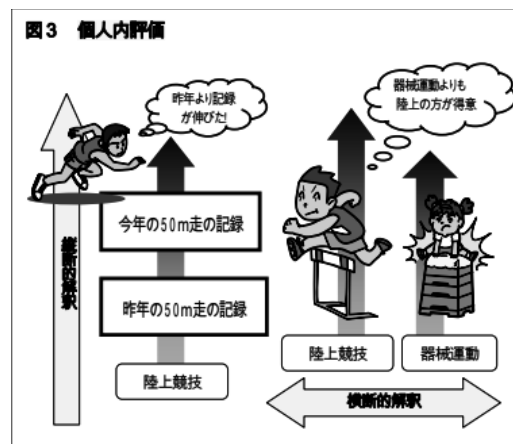 図3　個人内評価
昨年より記録
が伸びた!
器械運動よりも
陸上の方が得意
縦断的解釈
今年の50m走の記録
昨年の50m走の記録
陸上競技
陸上競技
器械運動
横断的解釈